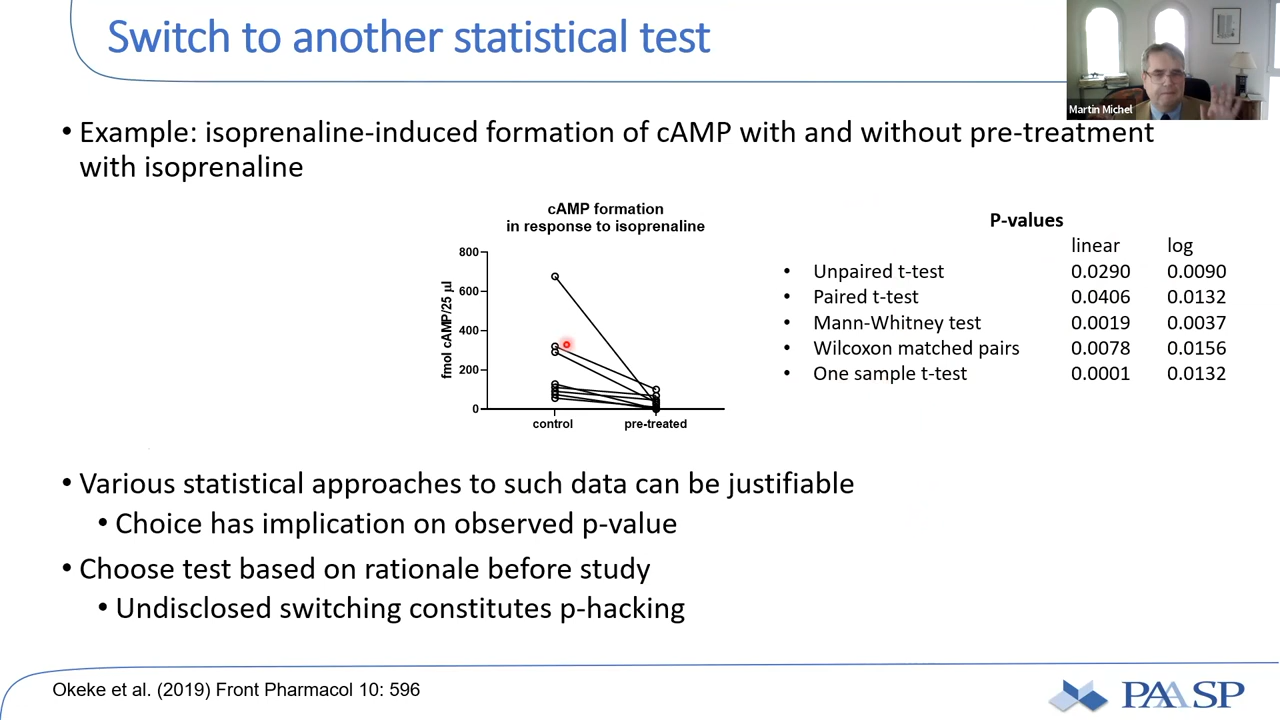 Switch to another statistical test
Martin Michel
• Example: isoprenaline-induced formation of cAMP with and without pre-treatment
with isoprenaline
cAMP formation
in response to isoprenaline
fmol cAMP/25 µl
800
600
400
200
0
control pre-treated
P-values
linear log
• Unpaired t-test 0.0290 0.0090
• Paired t-test 0.0406 0.0132
• Mann-Whitney test 0.0019 0.0037
• Wilcoxon matched pairs 0.0078 0.0156
• One sample t-test 0.0001 0.0132
• Various statistical approaches to such data can be justifiable
• Choice has implication on observed p-value
• Choose test based on rationale before study
• Undisclosed switching constitutes p-hacking
Okeke et al. (2019) Front Pharmacol 10: 596
PAASP